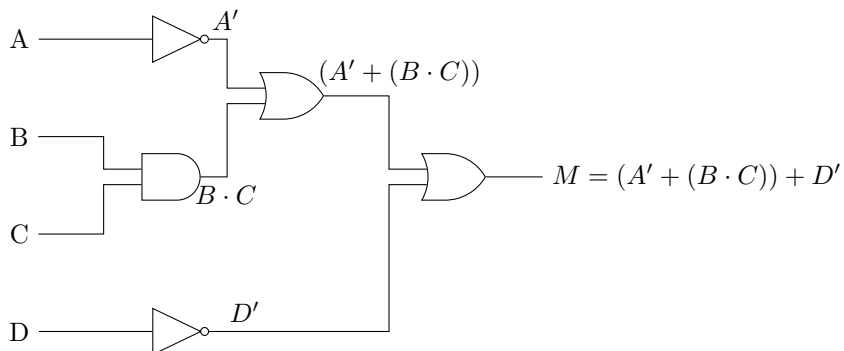 A
A′
(A′ + (B · C))
B
B · C
M = (A′ + (B · C)) + D′
C
D
D′